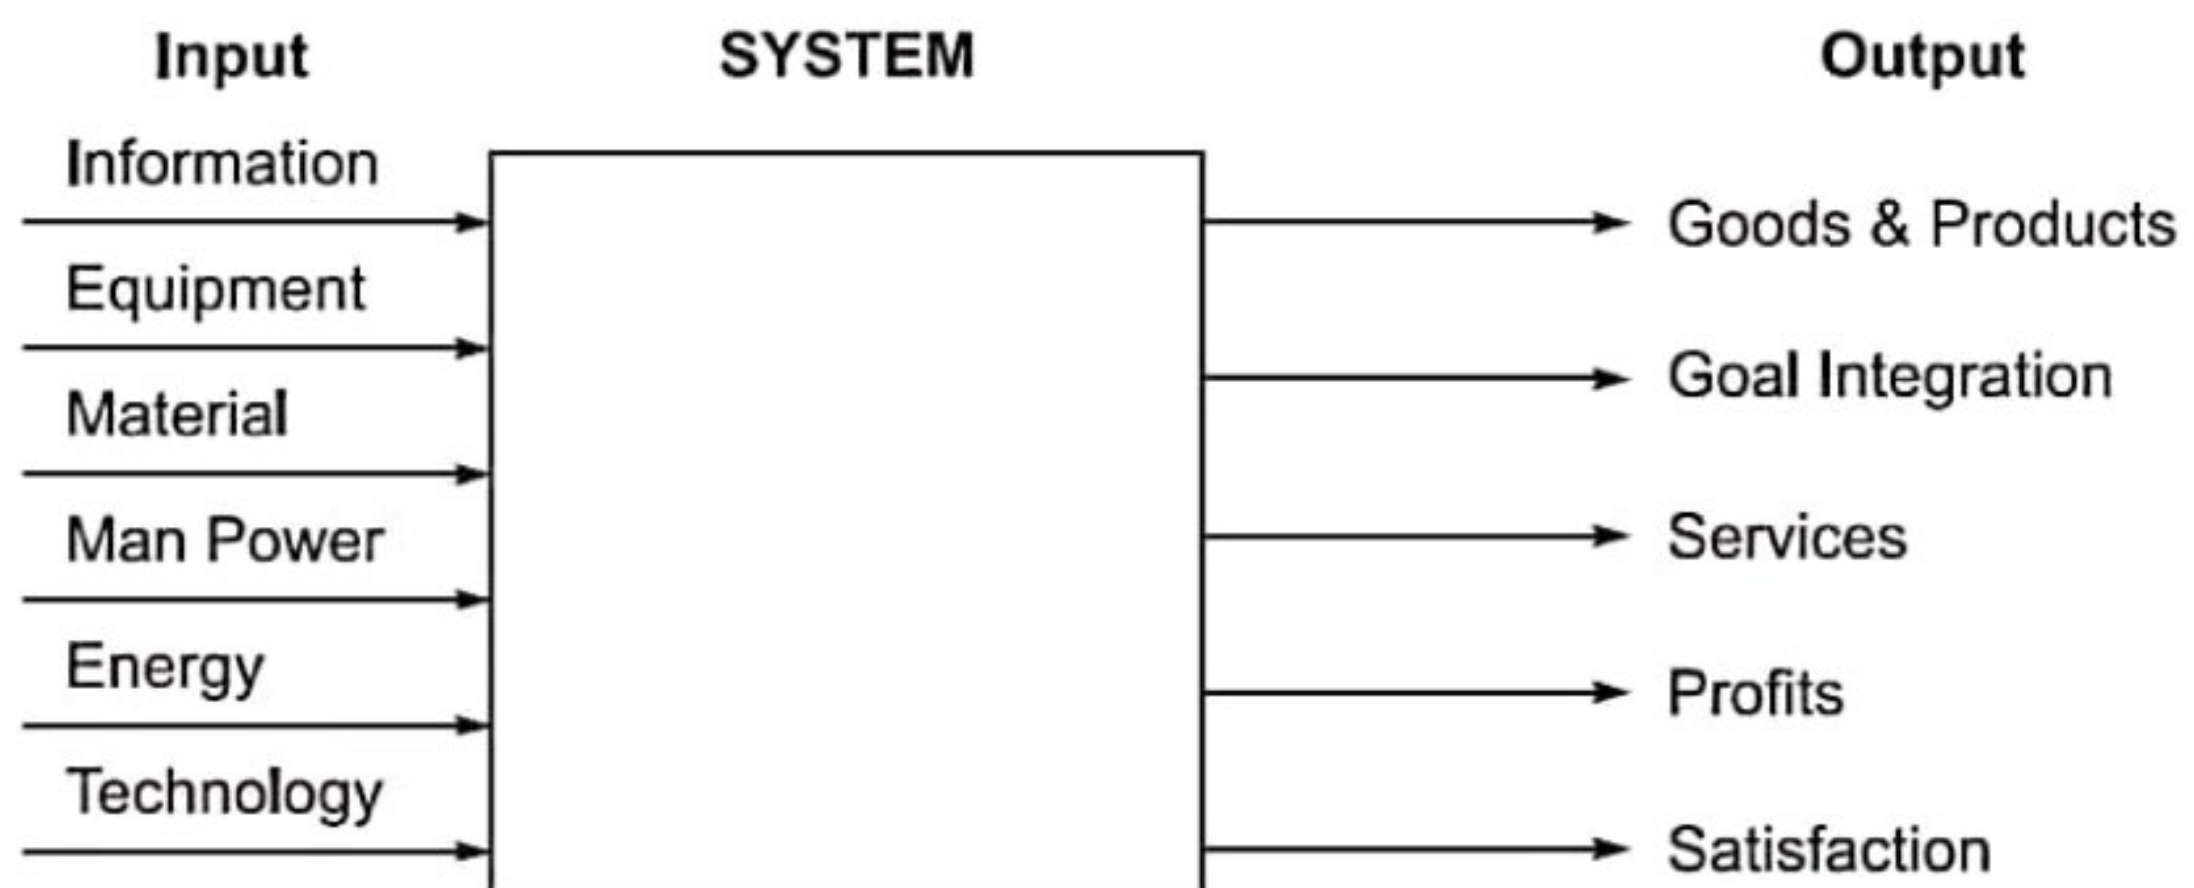 Input
SYSTEM
Output
Information
Equipment
Material
Man Power
Energy
Technology
Goods & Products
Goal Integration
Services
Profits
Satisfaction